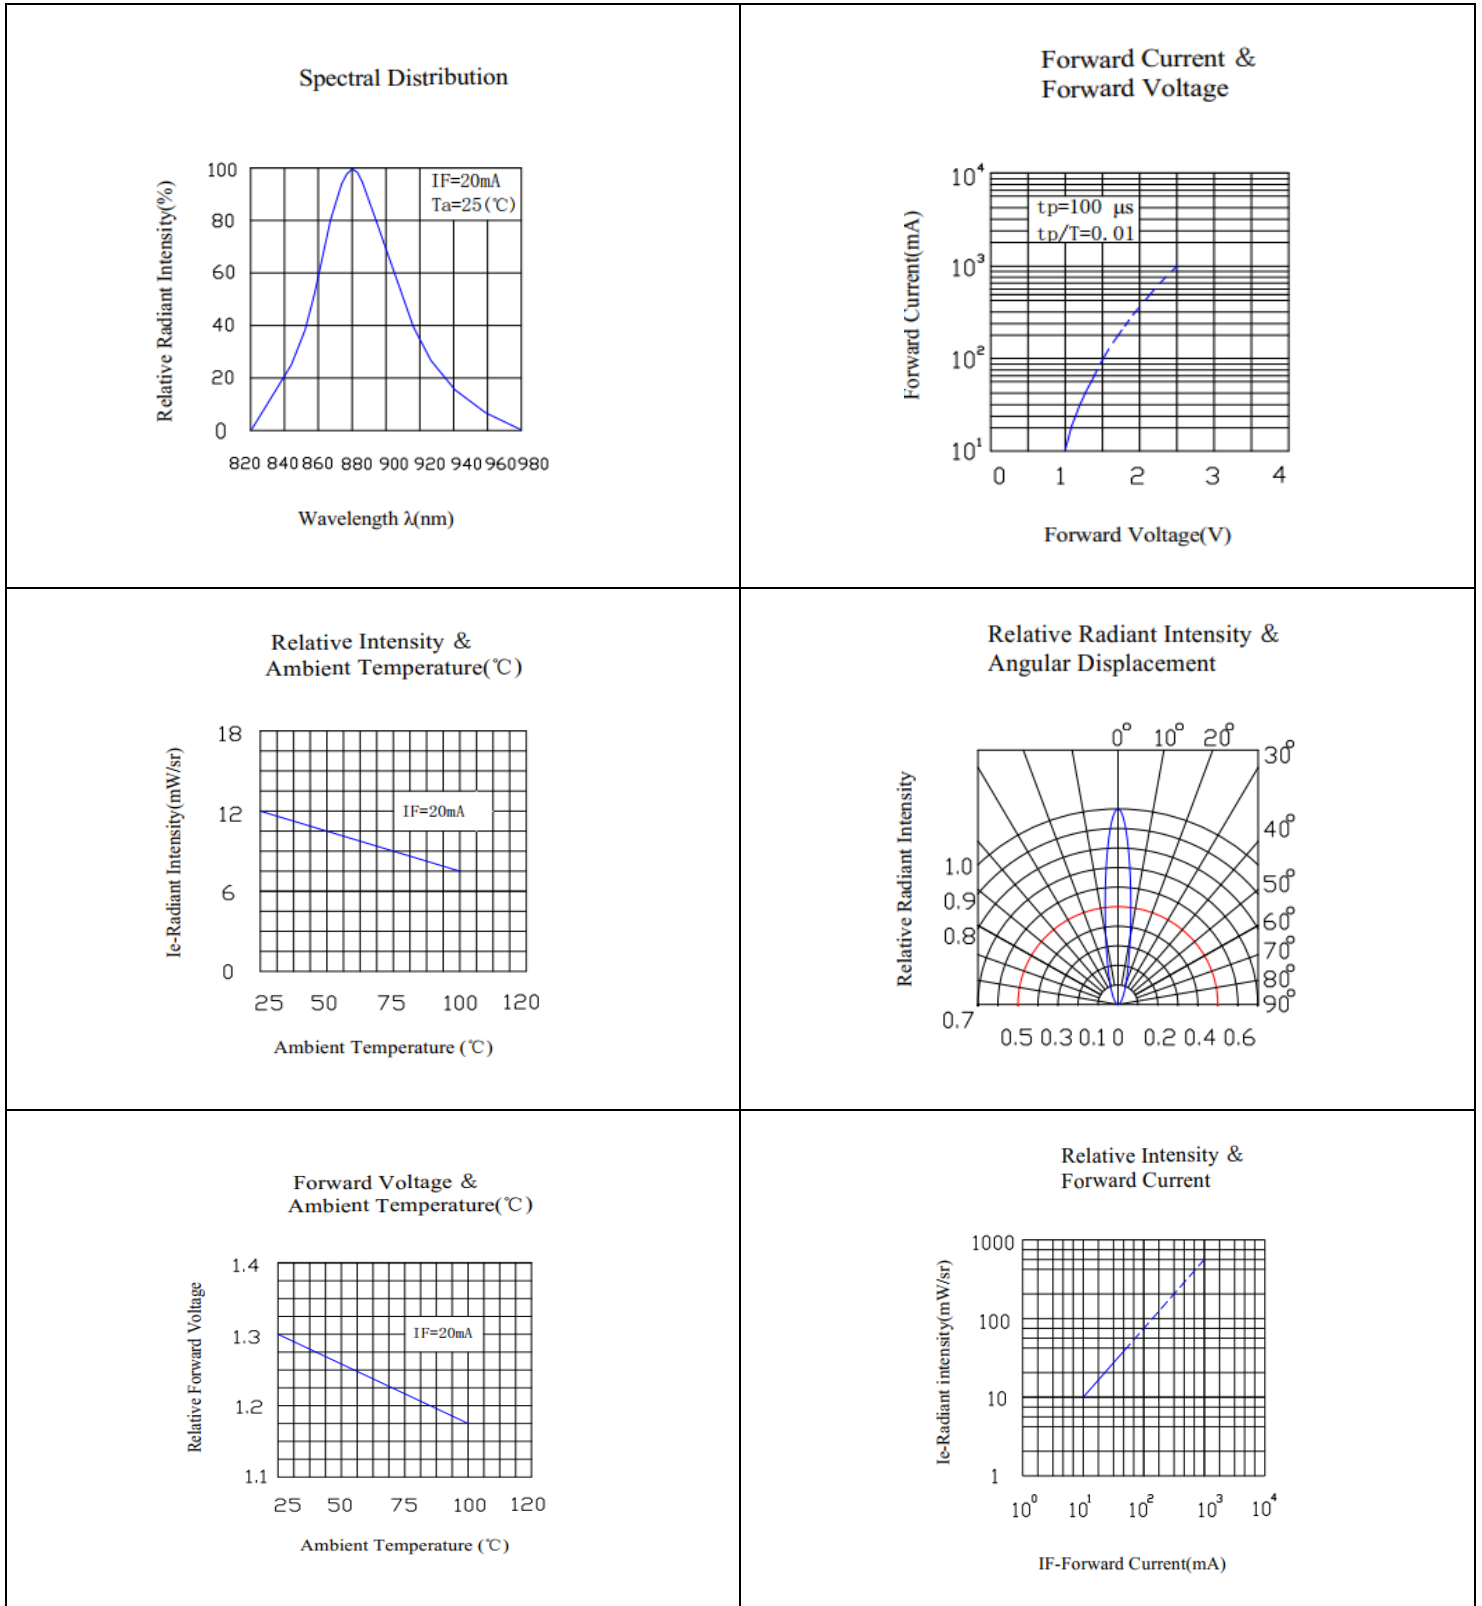 Spectral Distribution
Relative Radiant Intensity(%)
100
80
60
40
20
0
IF=20mA
Ta=25(℃)
820 840 860 880 900 920 940 960 980
Wavelength λ(nm)
Forward Current &
Forward Voltage
Forward Current(mA)
10⁴
10³
10²
10¹
tp=100 μs
tp/T=0.01
0 1 2 3 4
Forward Voltage(V)
Relative Intensity &
Ambient Temperature(℃)
Ie-Radiant Intensity(mW/sr)
18
12
6
0
IF=20mA
25 50 75 100 120
Ambient Temperature (℃)
Relative Radiant Intensity &
Angular Displacement
Relative Radiant Intensity
0° 10° 20°
30°
40°
50°
60°
70°
80°
90°
1.0
0.9
0.8
0.7
0.5 0.3 0.1 0 0.2 0.4 0.6
Forward Voltage &
Ambient Temperature(℃)
Relative Forward Voltage
1.4
1.3
1.2
1.1
IF=20mA
25 50 75 100 120
Ambient Temperature (℃)
Relative Intensity &
Forward Current
Ie-Radiant intensity(mW/sr)
1000
100
10
1
10⁰ 10¹ 10² 10³ 10⁴
IF-Forward Current(mA)